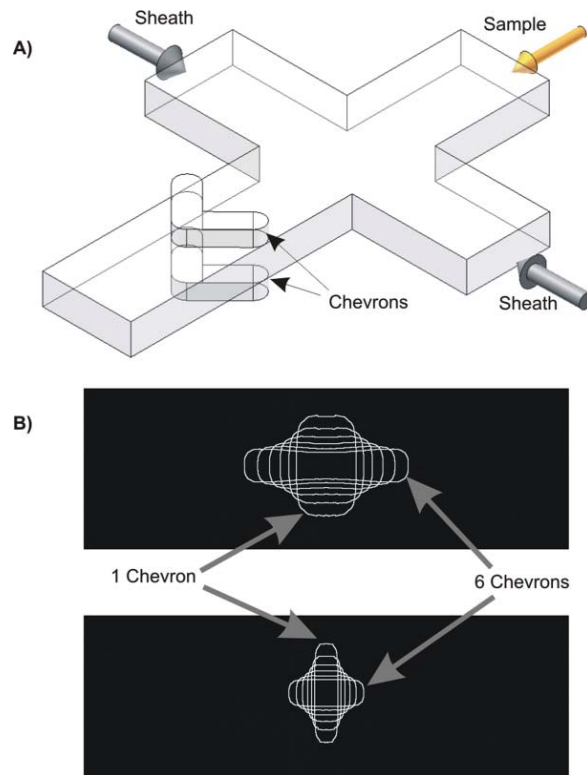 Sheath
A)
Sample
Chevrons
Sheath
B)
1 Chevron
6 Chevrons